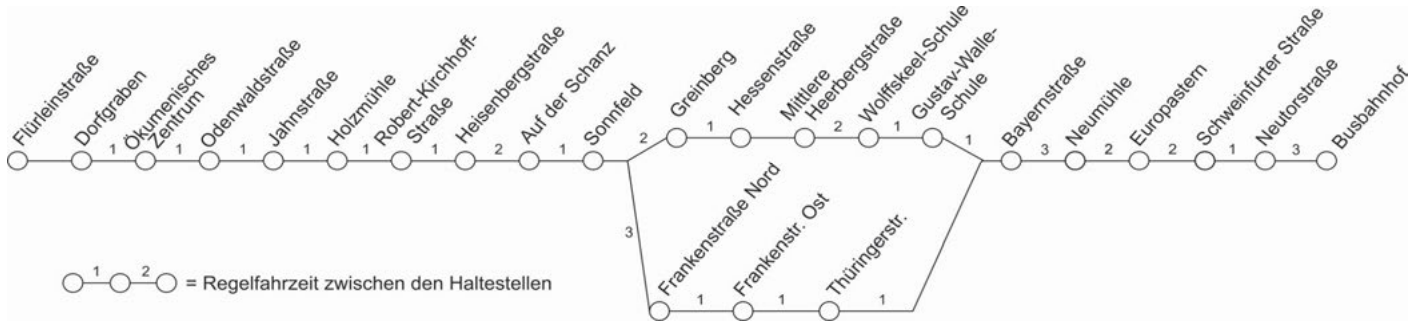 Flürleinstraße
Dorfgraben
Ökumenisches
Zentrum
Odenwaldstraße
Jahnstraße
Holzmühle
Robert-Kirchhoff-
Straße
Heisenbergstraße
Auf der Schanz
Sonnfeld
Greinberg
Hessenstraße
Mittlere
Heerbergstraße
Wolffskeel-Schule
Gustav-Walle-
Schule
Bayernstraße
Neumühle
Europastern
Schweinfurter Straße
Neutorstraße
Busbahnhof
1 1 1 1 1 1 2 1
2 1 2 1 1
3 2 2 1 3
3
Frankenstraße Nord
Frankenstr. Ost
Thüringerstr.
1 1 1
1 2 = Regelfahrzeit zwischen den Haltestellen